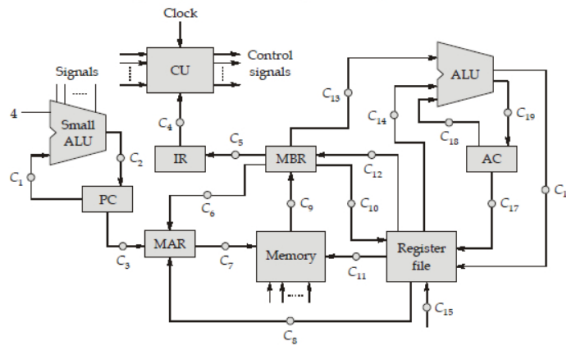 Clock
Control
signals
CU
Signals
4
Small
ALU
ALU
C13
C14
C19
C18
C4
C5
C2
C1
IR
MBR
C12
AC
C1
PC
C6
C9
C10
C17
C3
MAR
C7
Memory
C11
Register
file
C8
C15